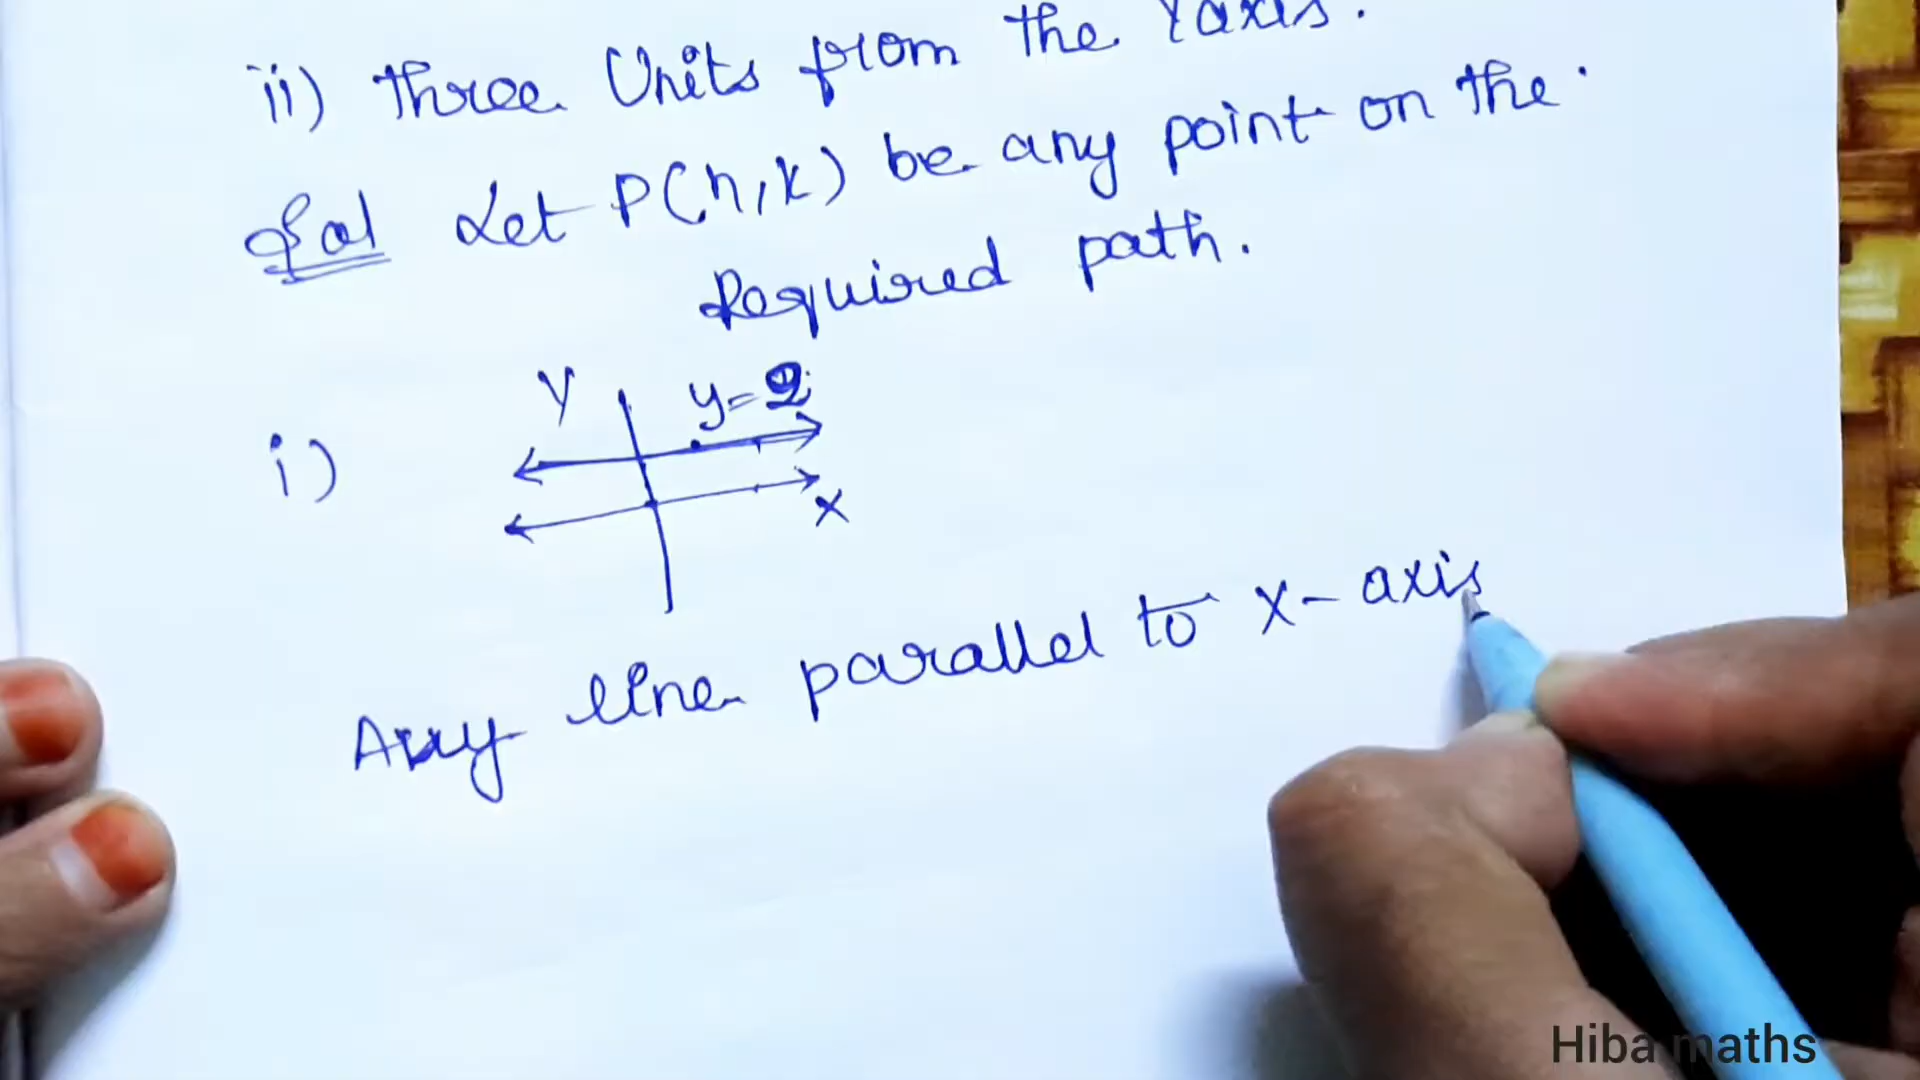 ii) three Units from the Yaxis.
Sol Let P(h,k) be any point on the
Required path.
Y
y=2
i)
X
Any line parallel to X-axis
Hiba maths